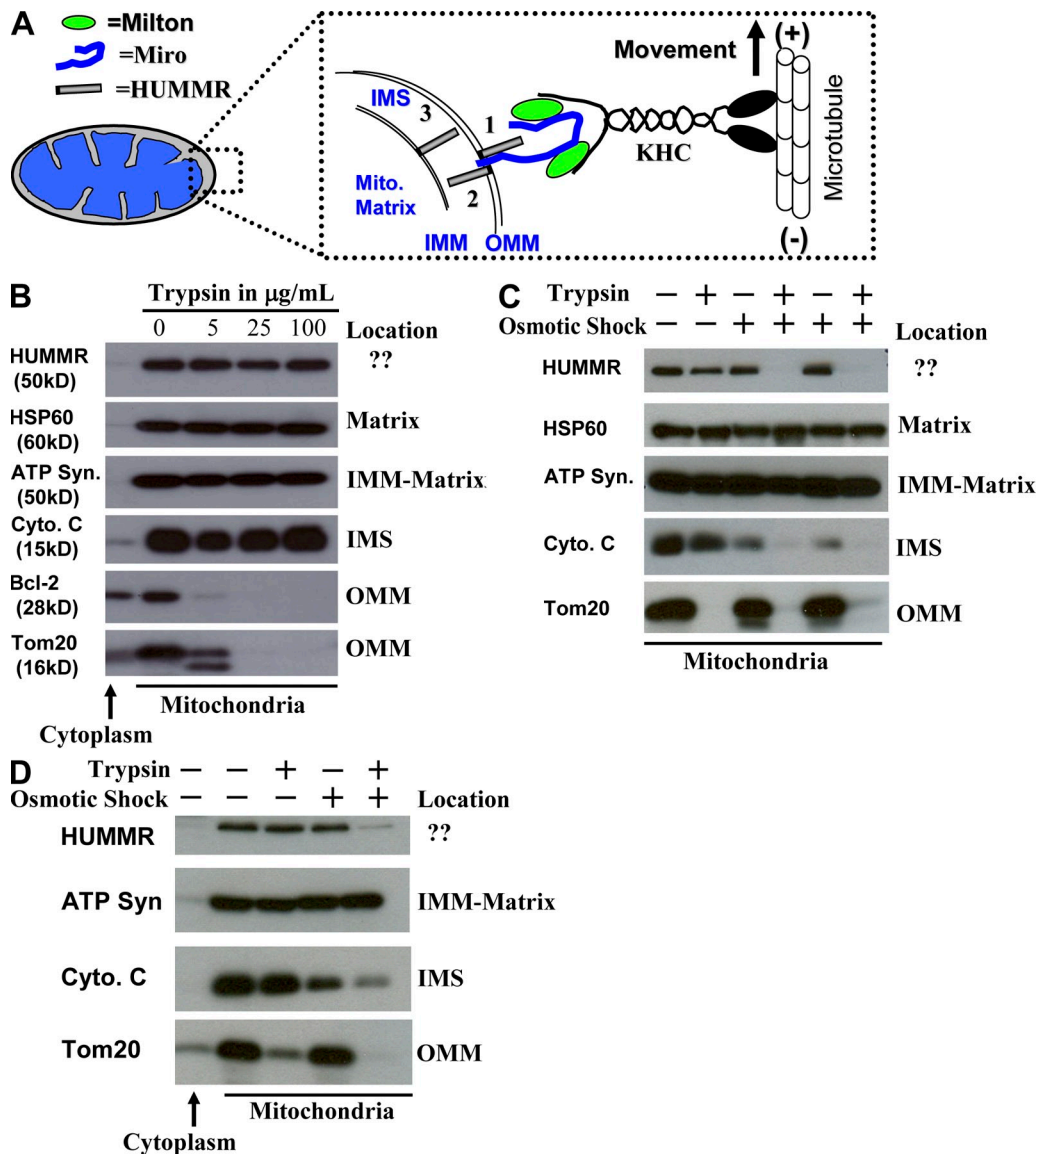 A
=Milton
=Miro
=HUMMR
IMS
3
1
2
Mito.
Matrix
IMM
OMM
KHC
Movement
(+)
(-)
Microtubule
B
Trypsin in µg/mL
0 5 25 100 Location
HUMMR
(50kD)
??
HSP60
(60kD)
Matrix
ATP Syn.
(50kD)
IMM-Matrix
Cyto. C
(15kD)
IMS
Bcl-2
(28kD)
OMM
Tom20
(16kD)
OMM
Mitochondria
Cytoplasm
C
Trypsin − + − + − +
Osmotic Shock − − + + + +
Location
HUMMR ??
HSP60 Matrix
ATP Syn. IMM-Matrix
Cyto. C IMS
Tom20 OMM
Mitochondria
D
Trypsin − − + − +
Osmotic Shock − − − + + Location
HUMMR ??
ATP Syn IMM-Matrix
Cyto. C IMS
Tom20 OMM
Mitochondria
Cytoplasm